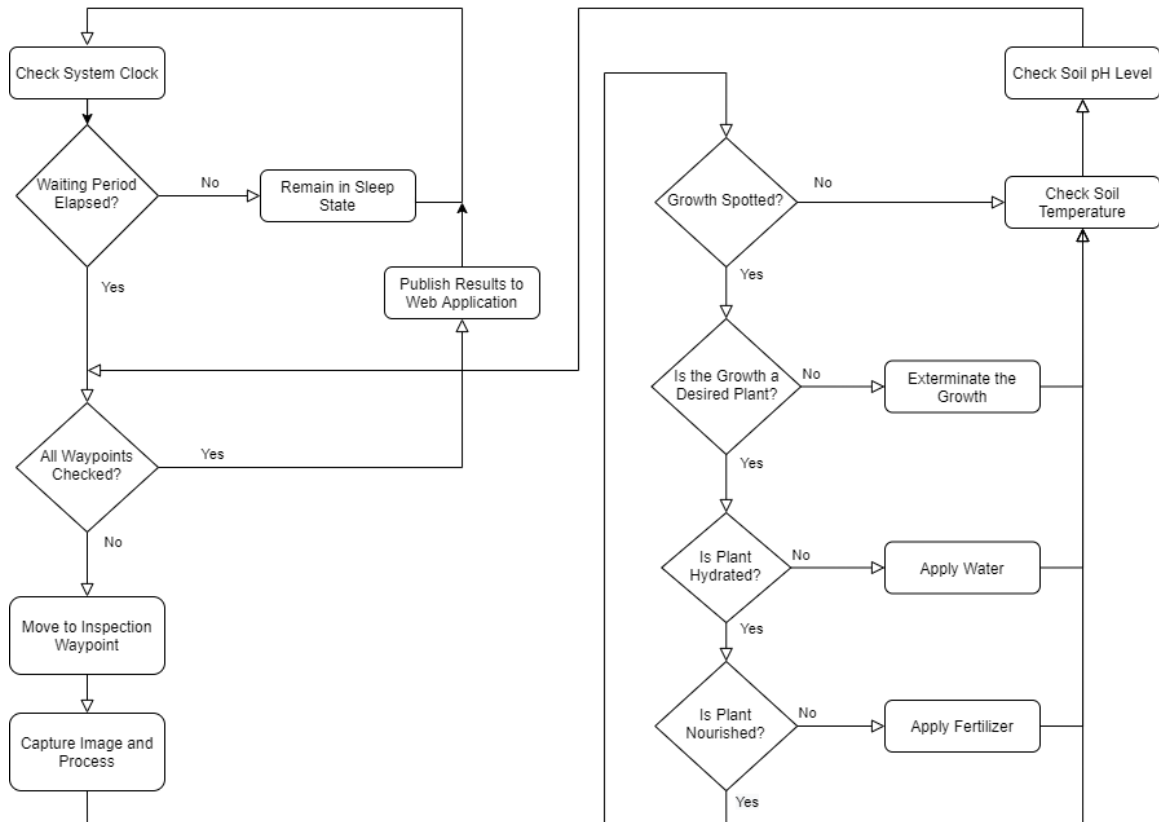 Check System Clock
Waiting Period
Elapsed?
No
Remain in Sleep
State
Yes
Publish Results to
Web Application
All Waypoints
Checked?
Yes
No
Move to Inspection
Waypoint
Capture Image and
Process
Check Soil pH Level
Growth Spotted?
No
Check Soil
Temperature
Yes
Is the Growth a
Desired Plant?
No
Exterminate the
Growth
Yes
Is Plant
Hydrated?
No
Apply Water
Yes
Is Plant
Nourished?
No
Apply Fertilizer
Yes